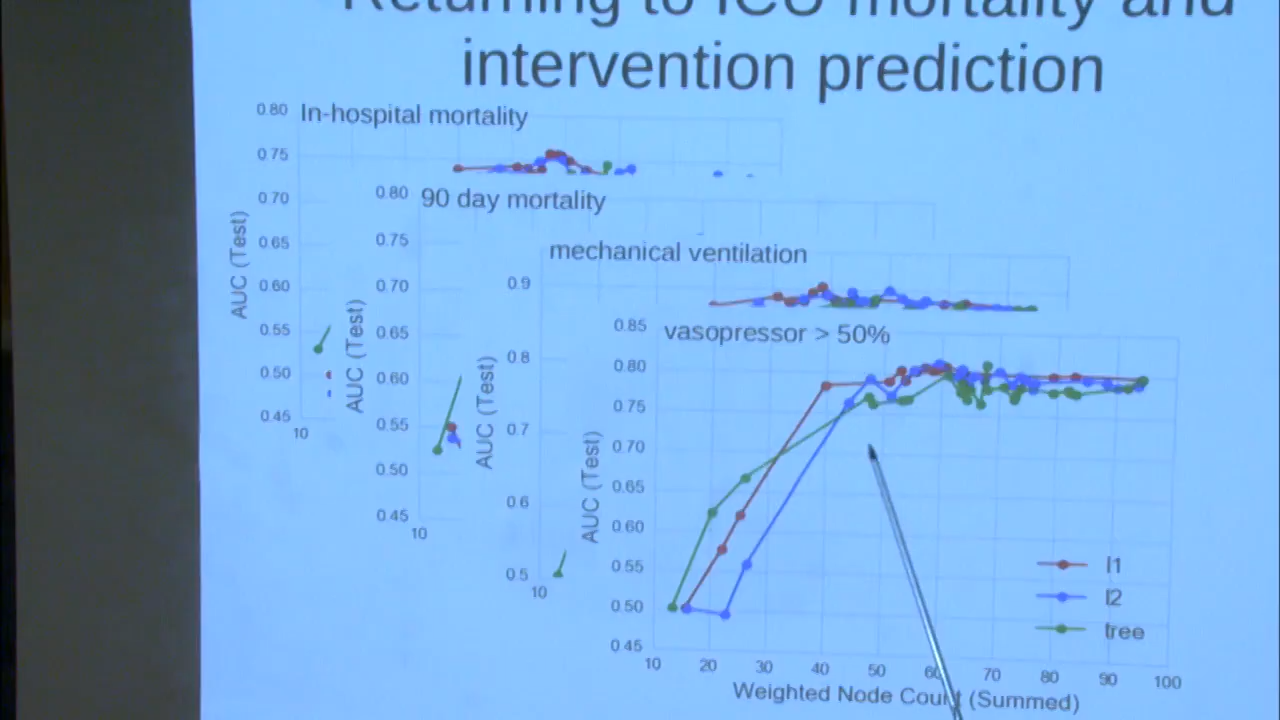 Returning to ICU mortality and
intervention prediction
In-hospital mortality
0.80
0.75
0.70
0.65
0.60
0.55
0.50
0.45
10
AUC (Test)
90 day mortality
0.80
0.75
0.70
0.65
0.60
0.55
0.50
0.45
10
AUC (Test)
mechanical ventilation
0.9
0.8
0.7
0.6
0.5
10
AUC (Test)
vasopressor > 50%
0.85
0.80
0.75
0.70
0.65
0.60
0.55
0.50
0.45
AUC (Test)
l1
l2
tree
10 20 30 40 50 60 70 80 90 100
Weighted Node Count (Summed)